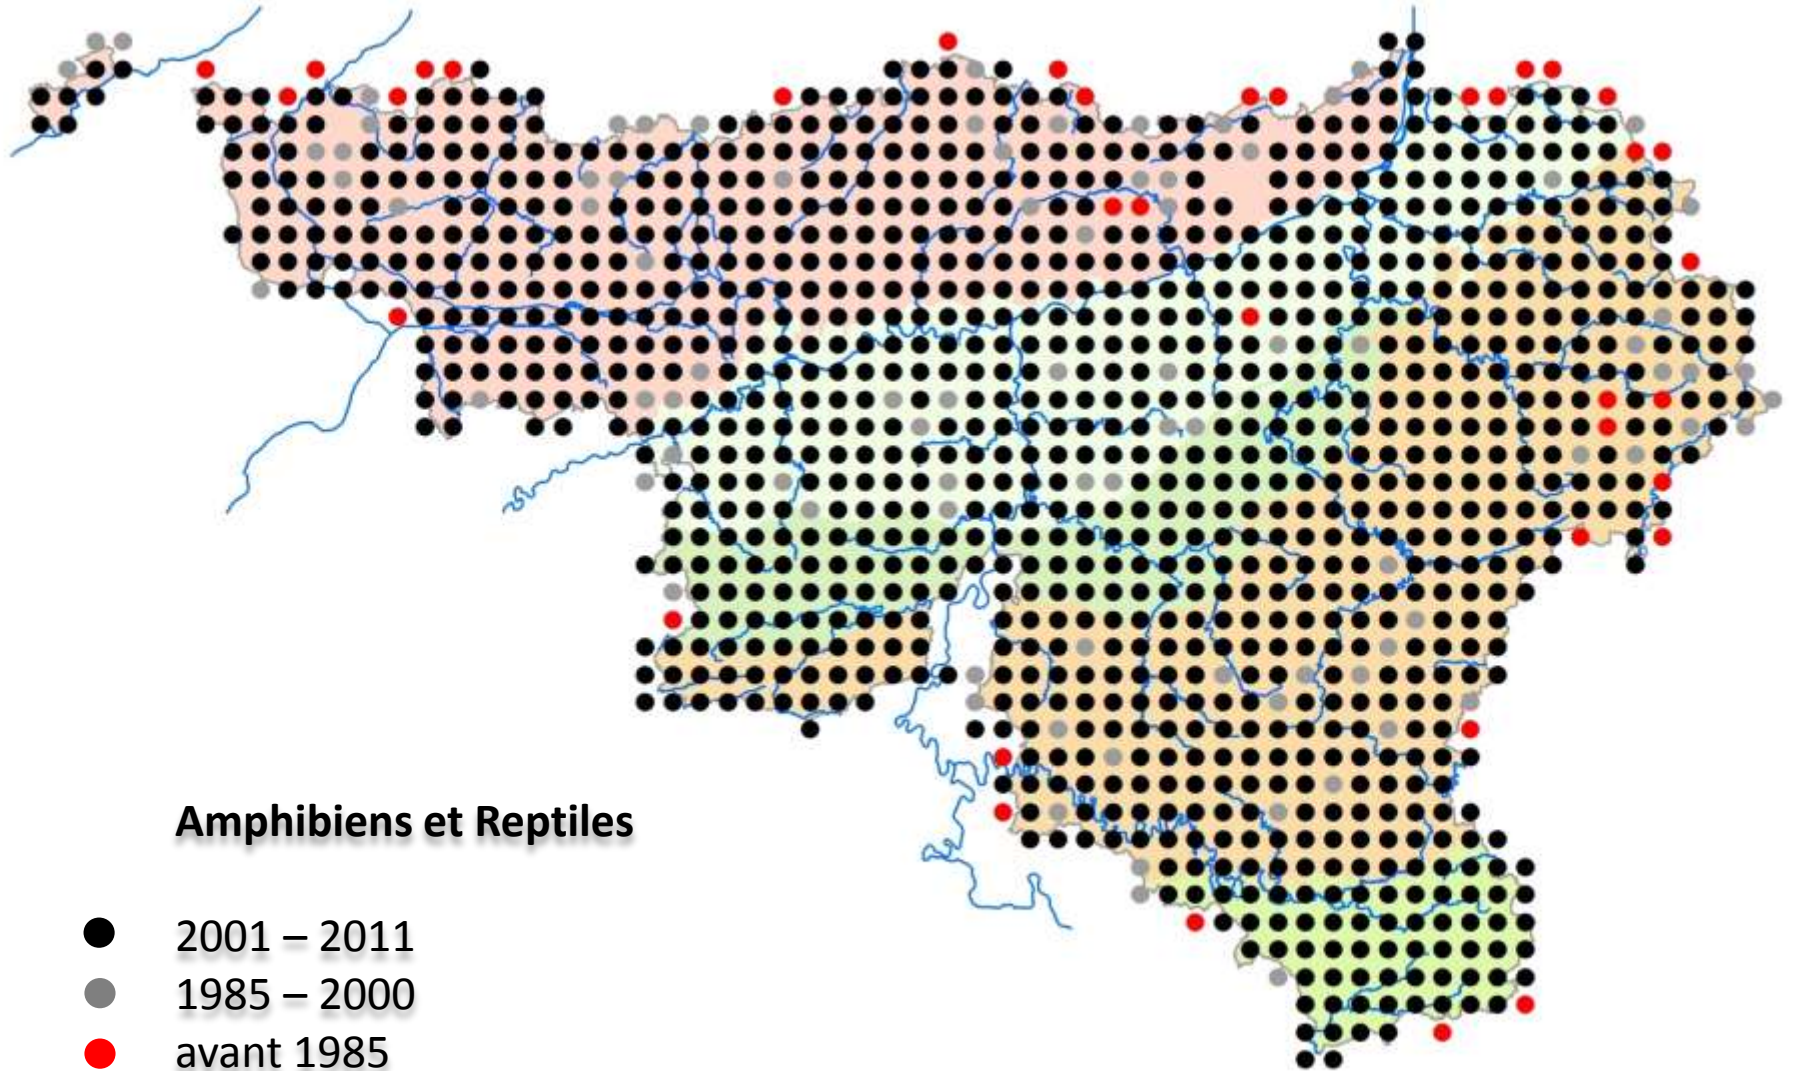 Amphibiens et Reptiles
2001 – 2011
1985 – 2000
avant 1985